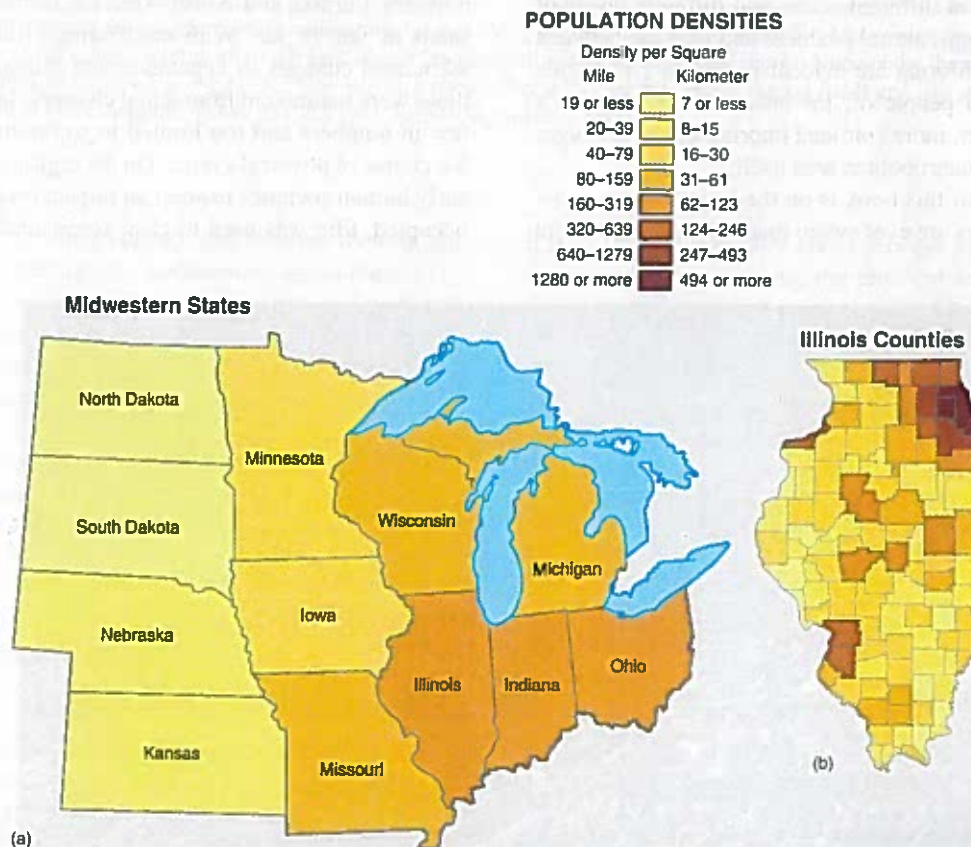 POPULATION DENSITIES
Density per Square
Mile Kilometer
19 or less 7 or less
20–39 8–15
40–79 16–30
80–159 31–61
160–319 62–123
320–639 124–246
640–1279 247–493
1280 or more 494 or more
Midwestern States
Illinois Counties
North Dakota
Minnesota
South Dakota
Wisconsin
Michigan
Nebraska
Iowa
Illinois
Indiana
Ohio
Kansas
Missouri
(a)
(b)